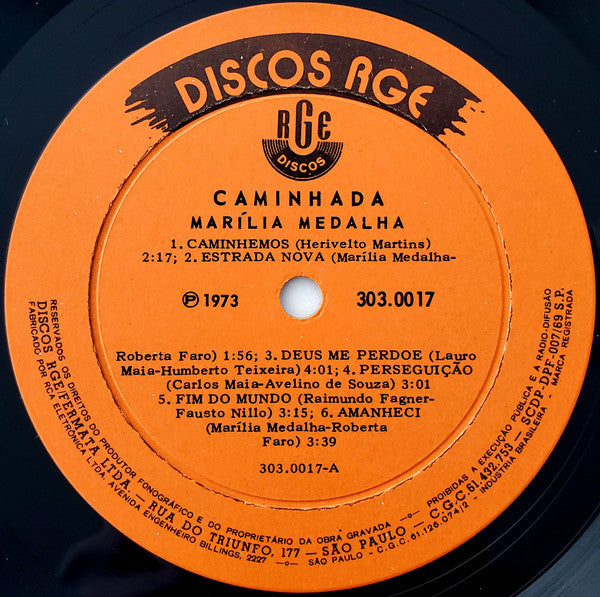 DISCOS RGE
RGE
DISCOS
CAMINHADA
MARÍLIA MEDALHA
1. CAMINHEMOS (Herivelto Martins)
2:17; 2. ESTRADA NOVA (Marília Medalha-
℗ 1973 303.0017
Roberta Faro) 1:56; 3. DEUS ME PERDOE (Lauro
Maia-Humberto Teixeira) 4:01; 4. PERSEGUIÇÃO
(Carlos Maia-Avelino de Souza) 3:01
5. FIM DO MUNDO (Raimundo Fagner-
Fausto Nillo) 3:15; 6. AMANHECI
(Marília Medalha-Roberta
Faro) 3:39
303.0017-A
RESERVADOS OS DIREITOS DO PRODUTOR FONOGRÁFICO E DO PROPRIETÁRIO DA OBRA GRAVADA —o— PROIBIDAS A EXECUÇÃO PÚBLICA E A RADIO-DIFUSÃO
DISCOS RGE/FERMATA LTDA. — RUA DO TRIUNFO, 177 — SÃO PAULO — C.G.C. 61.432.753 — SCDP-DPF-007/69 S.P.
FABRICADO POR RCA ELETRÔNICA LTDA. AVENIDA ENGENHEIRO BILLINGS, 2227 —o— SÃO PAULO - C.G.C. 61.126.074/2 — INDÚSTRIA BRASILEIRA — MARCA REGISTRADA